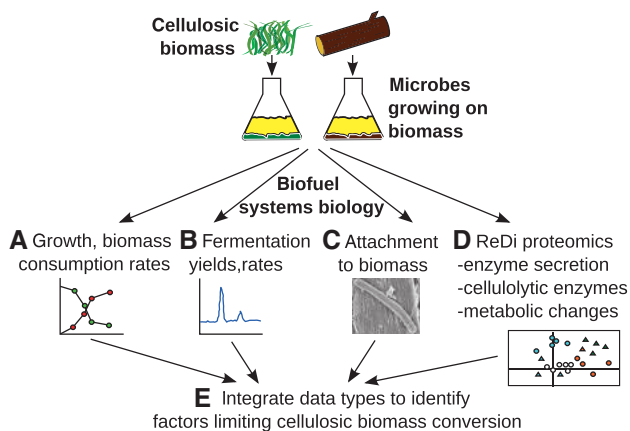 Cellulosic
biomass
Microbes
growing on
biomass
Biofuel
systems biology
A Growth, biomass
consumption rates
B Fermentation
yields,rates
C Attachment
to biomass
D ReDi proteomics
-enzyme secretion
-cellulolytic enzymes
-metabolic changes
E Integrate data types to identify
factors limiting cellulosic biomass conversion